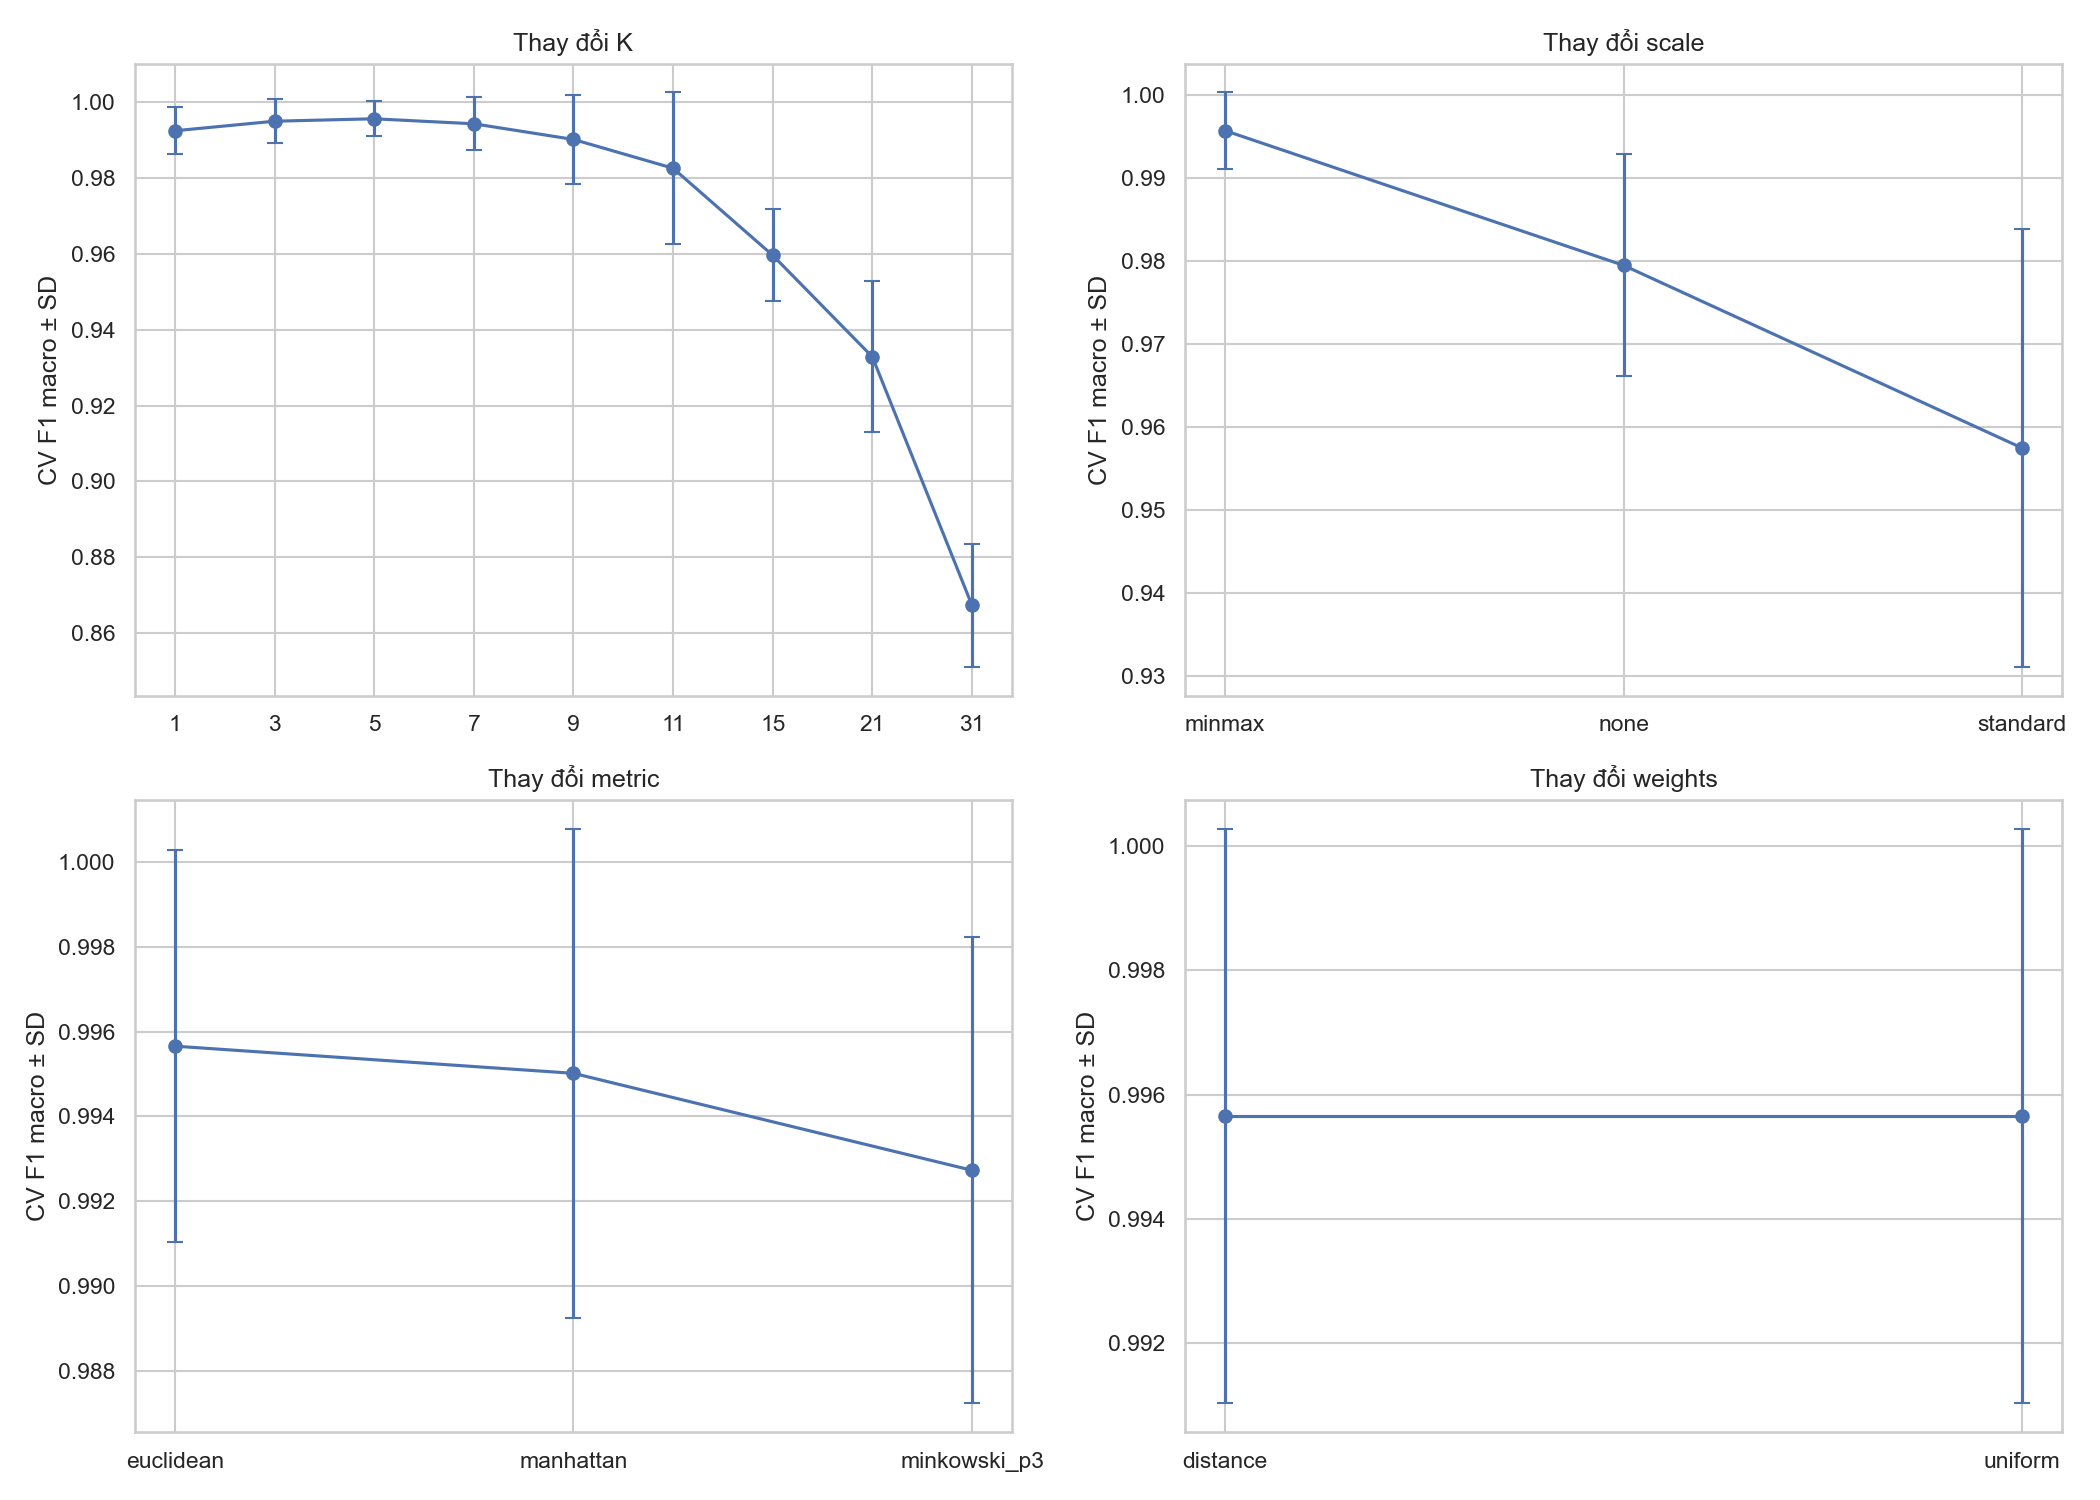 Thay đổi K
CV F1 macro ± SD
1.00
0.98
0.96
0.94
0.92
0.90
0.88
0.86
1 3 5 7 9 11 15 21 31
Thay đổi scale
CV F1 macro ± SD
1.00
0.99
0.98
0.97
0.96
0.95
0.94
0.93
minmax none standard
Thay đổi metric
CV F1 macro ± SD
1.000
0.998
0.996
0.994
0.992
0.990
0.988
euclidean manhattan minkowski_p3
Thay đổi weights
CV F1 macro ± SD
1.000
0.998
0.996
0.994
0.992
distance uniform